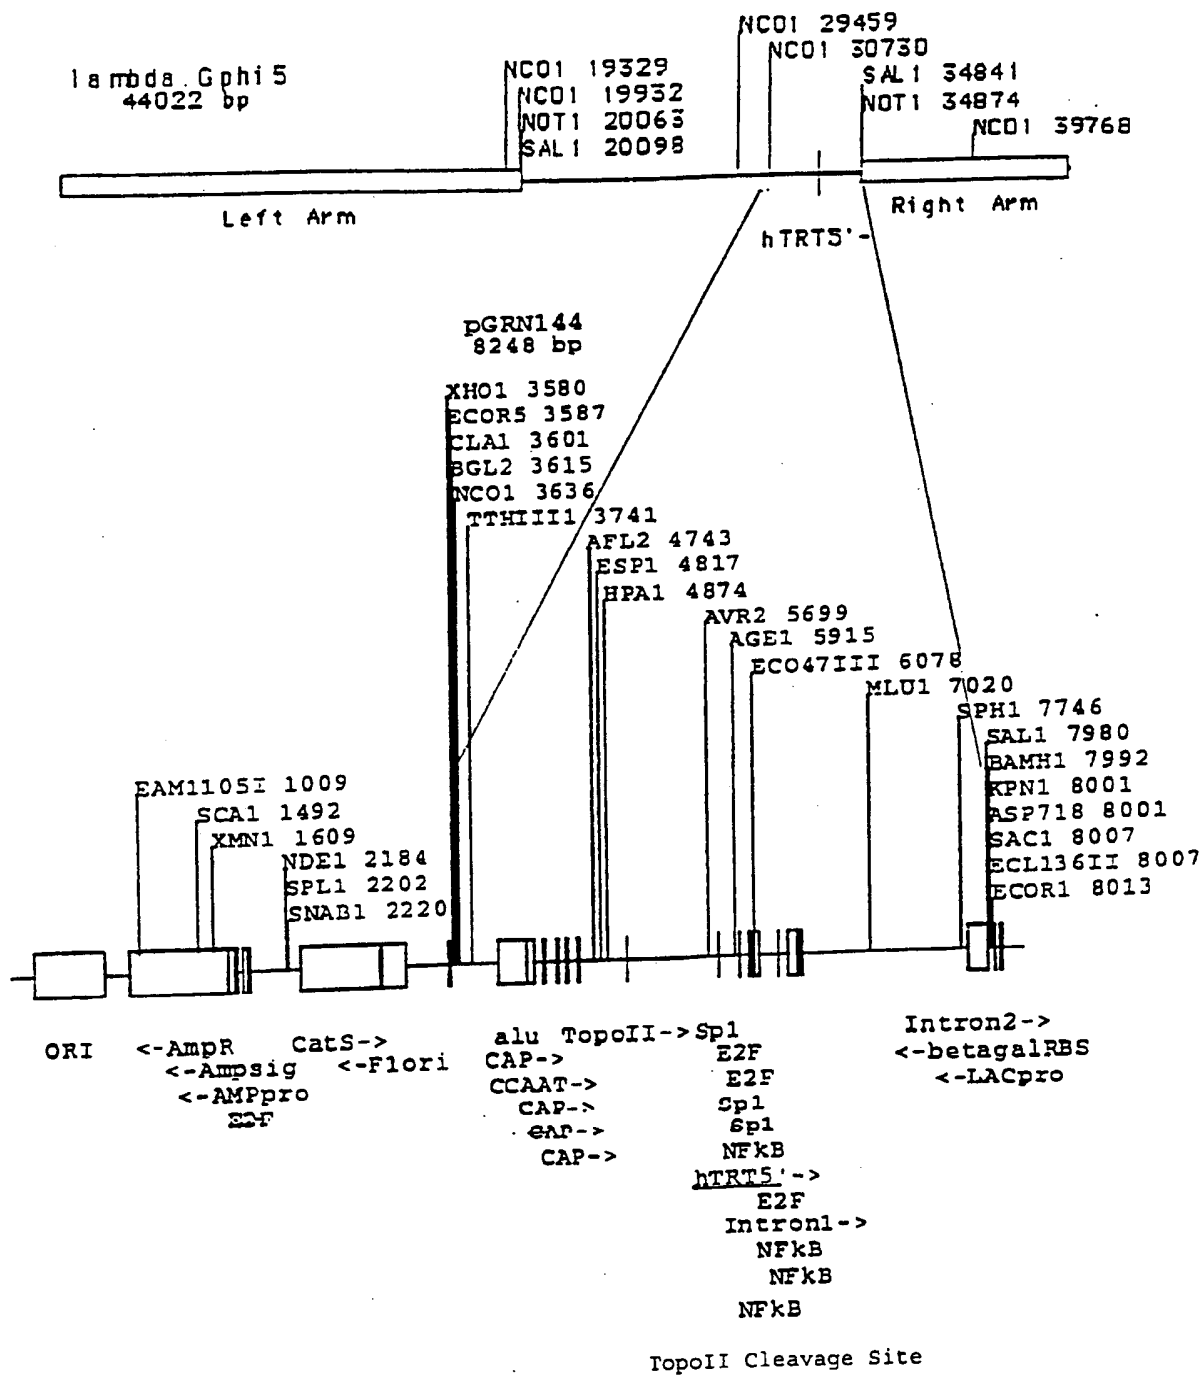 lambda Gphi5
44022 bp
NCO1 19329
NCO1 19932
NOT1 20063
SAL1 20098
NCO1 29459
NCO1 30730
SAL1 34841
NOT1 34874
NCO1 39768
Left Arm
Right Arm
hTRT5'-
pGRN144
8248 bp
XHO1 3580
ECOR5 3587
CLA1 3601
BGL2 3615
NCO1 3636
TTHIII1 3741
AFL2 4743
ESP1 4817
HPA1 4874
AVR2 5699
AGE1 5915
ECO47III 6078
MLU1 7020
SPH1 7746
SAL1 7980
BAMH1 7992
KPN1 8001
ASP718 8001
SAC1 8007
ECL136II 8007
ECOR1 8013
EAM1105I 1009
SCA1 1492
XMN1 1609
NDE1 2184
SPL1 2202
SNAB1 2220
ORI
<-AmpR
<-Ampsig
<-AMPpro
E2F
CatS->
<-F1ori
alu TopoII->Sp1
CAP->
CCAAT->
CAP->
CAP->
CAP->
E2F
E2F
Sp1
Sp1
NFkB
hTRT5'->
E2F
Intron1->
NFkB
NFkB
NFkB
Intron2->
<-betagalRBS
<-LACpro
TopoII Cleavage Site